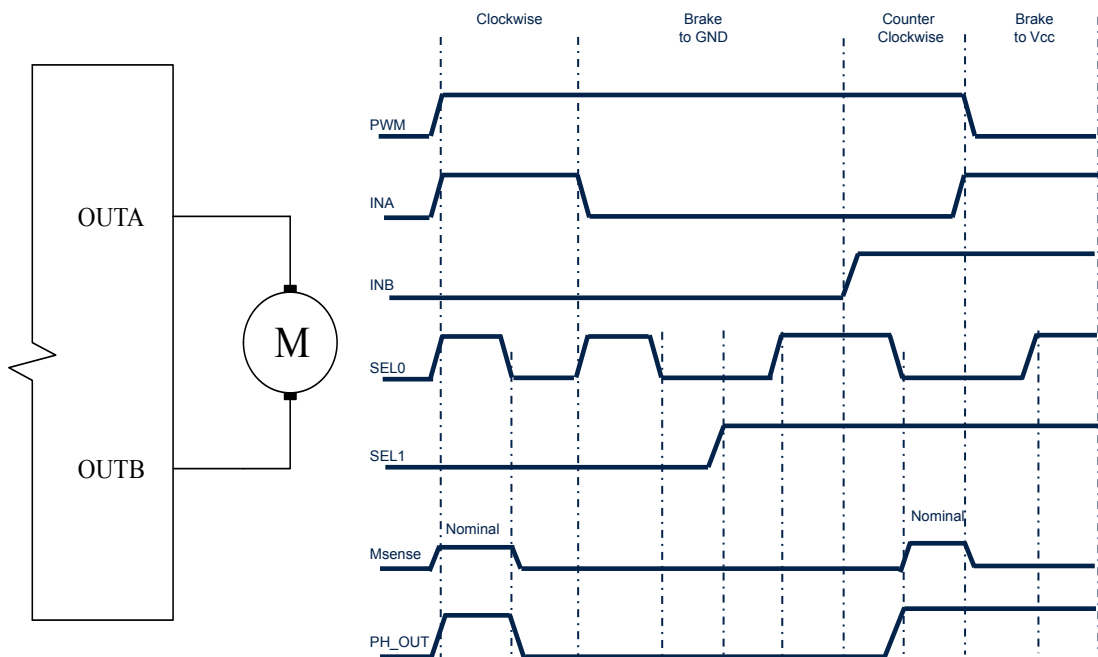 Clockwise
Brake
to GND
Counter
Clockwise
Brake
to Vcc
PWM
INA
OUTA
INB
M
SEL0
OUTB
SEL1
Nominal
Nominal
Msense
PH_OUT